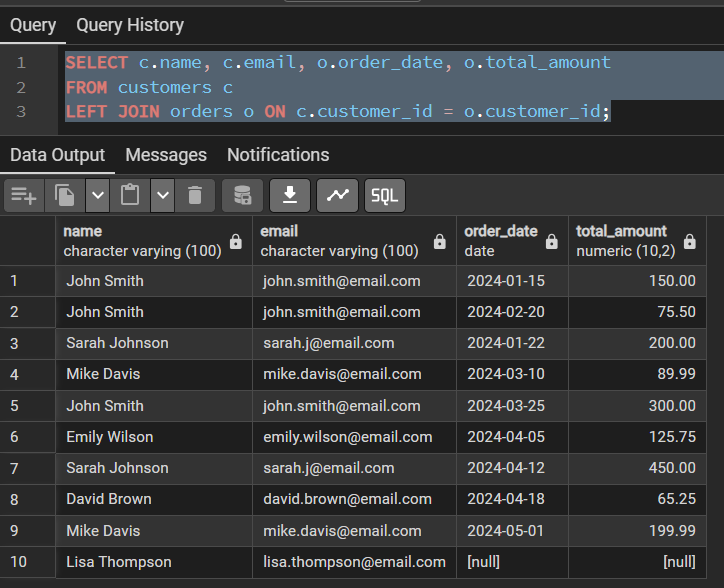 Query Query History
1 SELECT c.name, c.email, o.order_date, o.total_amount
2 FROM customers c
3 LEFT JOIN orders o ON c.customer_id = o.customer_id;
Data Output Messages Notifications
SQL
name email order_date total_amount
character varying (100) character varying (100) date numeric (10,2)
1 John Smith john.smith@email.com 2024-01-15 150.00
2 John Smith john.smith@email.com 2024-02-20 75.50
3 Sarah Johnson sarah.j@email.com 2024-01-22 200.00
4 Mike Davis mike.davis@email.com 2024-03-10 89.99
5 John Smith john.smith@email.com 2024-03-25 300.00
6 Emily Wilson emily.wilson@email.com 2024-04-05 125.75
7 Sarah Johnson sarah.j@email.com 2024-04-12 450.00
8 David Brown david.brown@email.com 2024-04-18 65.25
9 Mike Davis mike.davis@email.com 2024-05-01 199.99
10 Lisa Thompson lisa.thompson@email.com [null] [null]